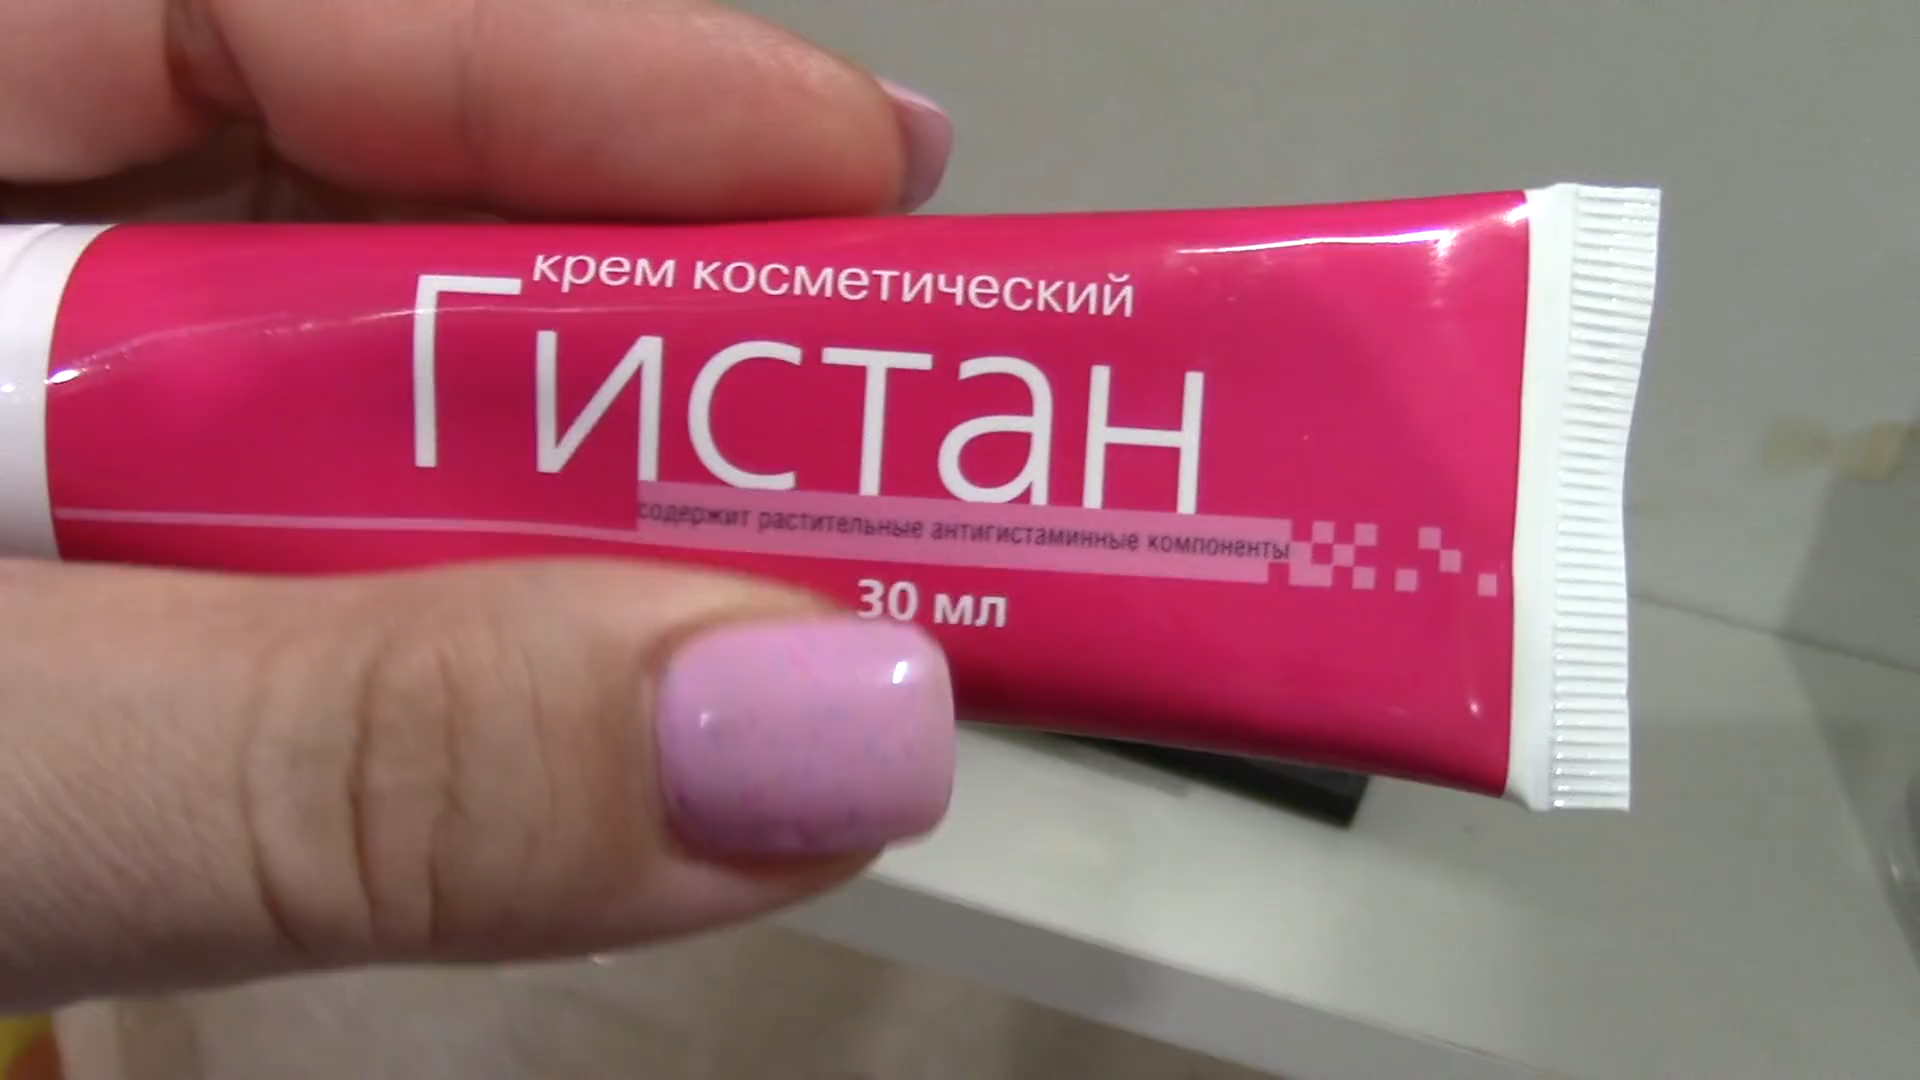 крем косметический
Гистан
содержит растительные антигистаминные компоненты
30 мл